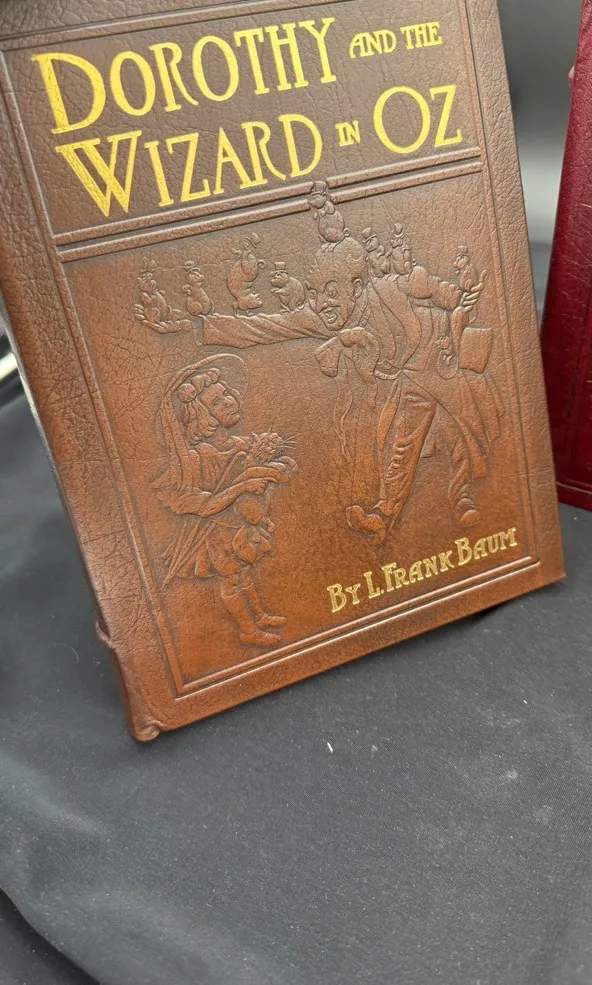 DOROTHY AND THE
WIZARD IN OZ
BY L. FRANK BAUM